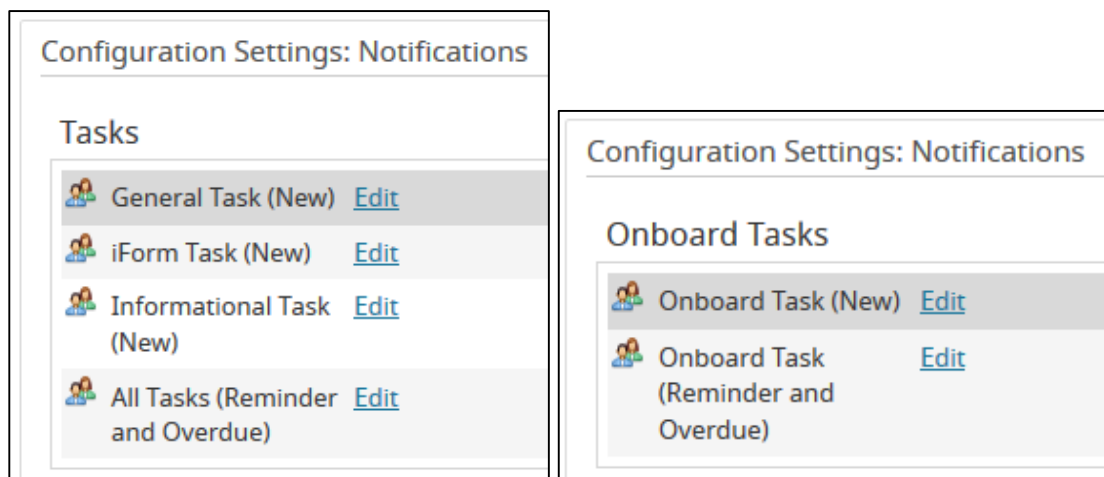 Configuration Settings: Notifications
Tasks
General Task (New) Edit
iForm Task (New) Edit
Informational Task Edit
(New)
All Tasks (Reminder Edit
and Overdue)
Configuration Settings: Notifications
Onboard Tasks
Onboard Task (New) Edit
Onboard Task Edit
(Reminder and
Overdue)